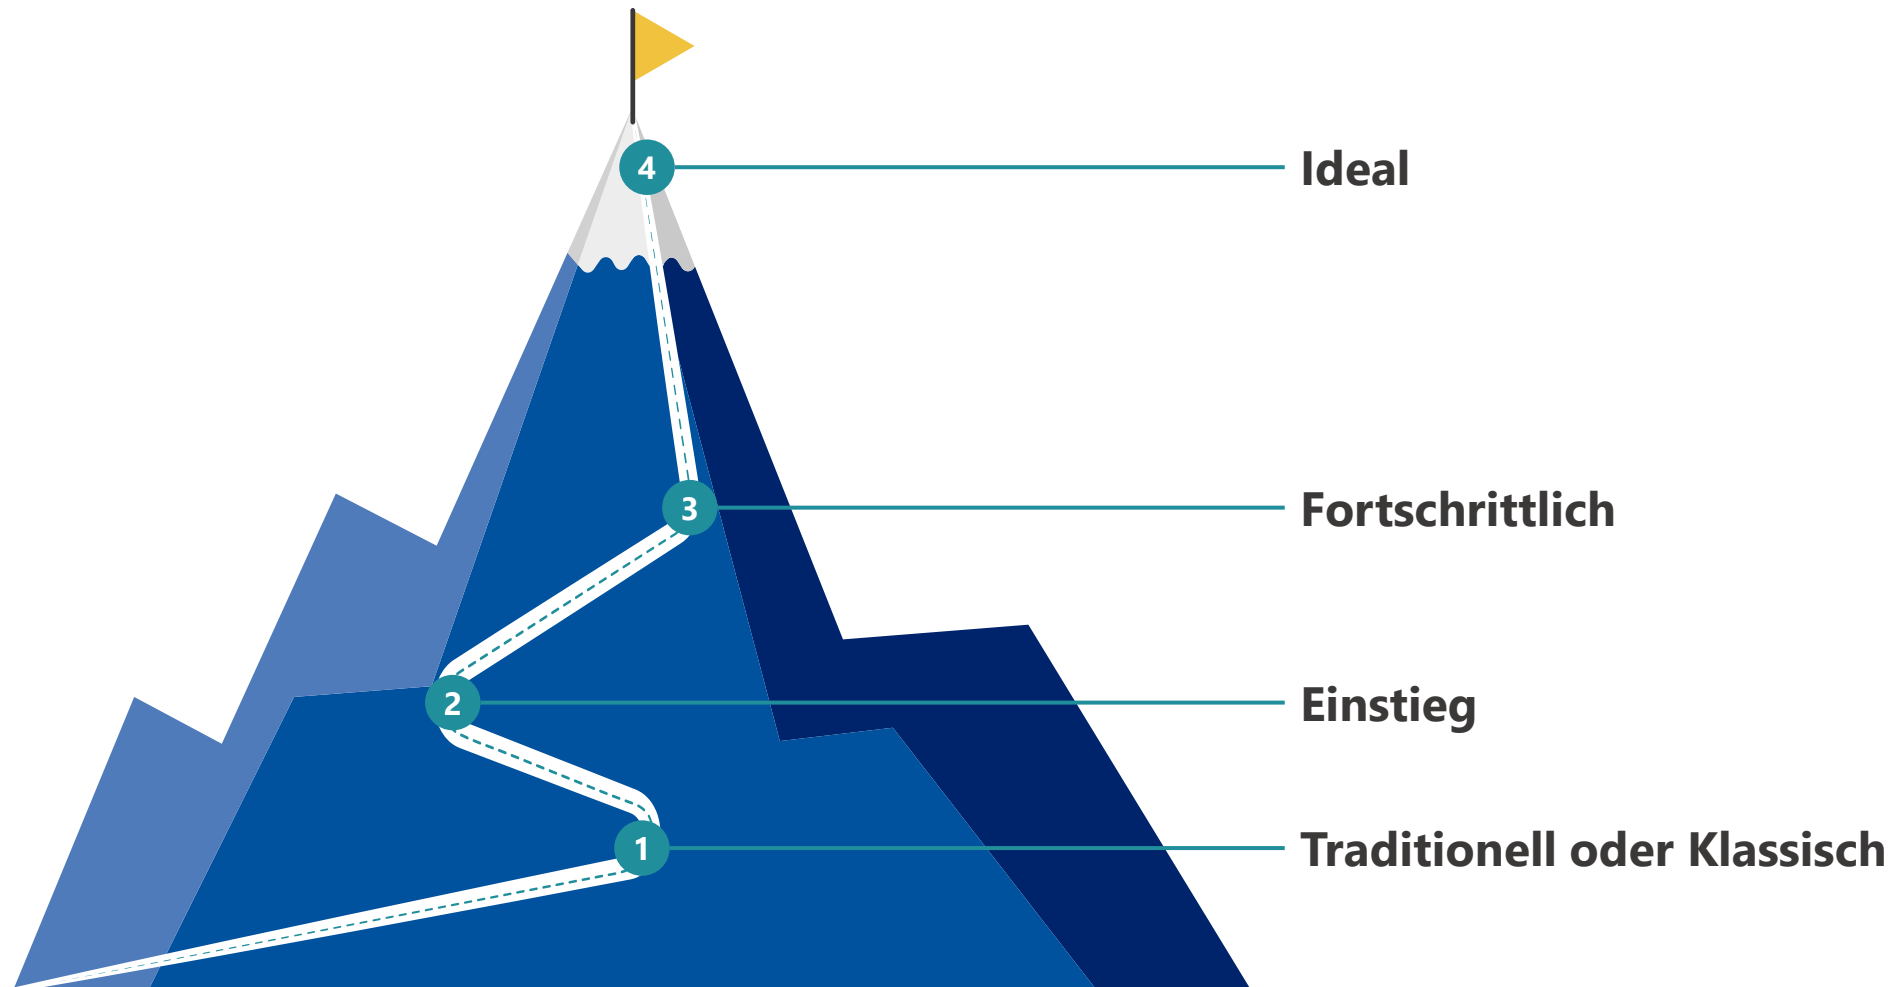 4 Ideal
3 Fortschrittlich
2 Einstieg
1 Traditionell oder Klassisch